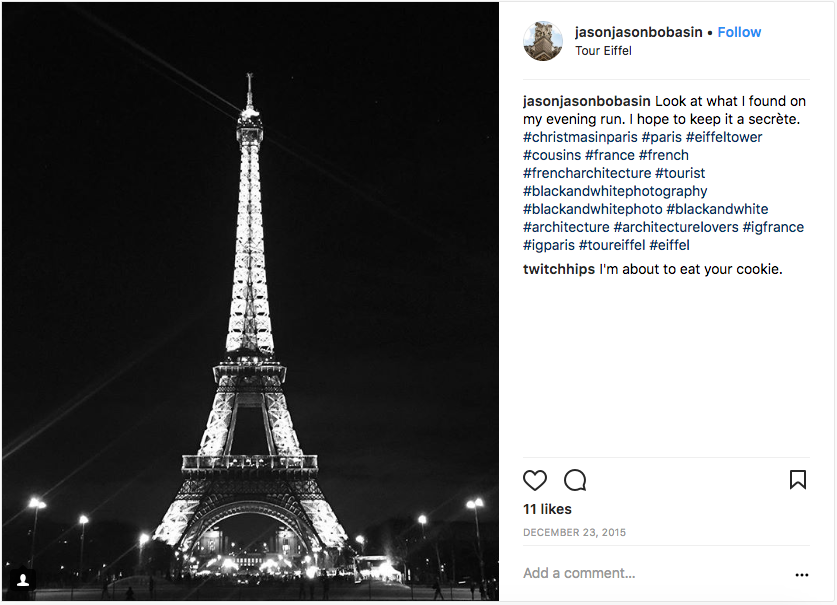 jasonjasonbobasin • Follow
Tour Eiffel
jasonjasonbobasin Look at what I found on
my evening run. I hope to keep it a secrète.
#christmasinparis #paris #eiffeltower
#cousins #france #french
#frencharchitecture #tourist
#blackandwhitephotography
#blackandwhitephoto #blackandwhite
#architecture #architecturelovers #igfrance
#igparis #toureiffel #eiffel
twitchhips I'm about to eat your cookie.
11 likes
DECEMBER 23, 2015
Add a comment...